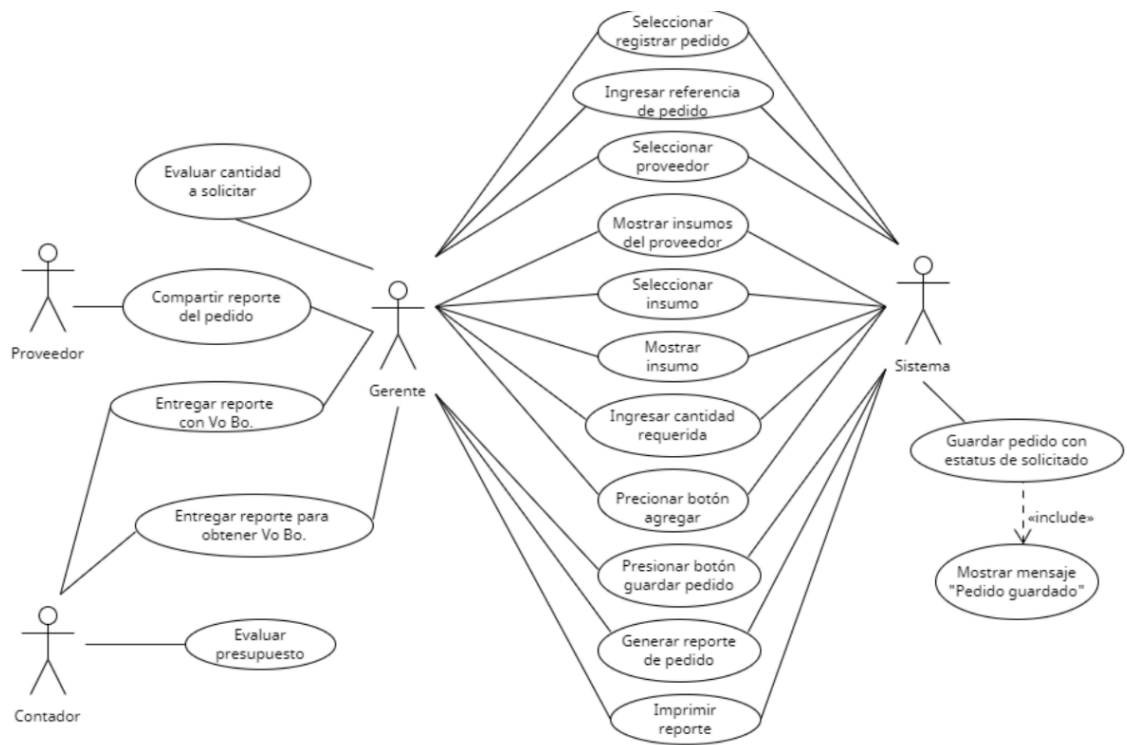 Seleccionar
registrar pedido
Ingresar referencia
de pedido
Seleccionar
proveedor
Evaluar cantidad
a solicitar
Mostrar insumos
del proveedor
Seleccionar
insumo
Compartir reporte
del pedido
Proveedor
Mostrar
insumo
Sistema
Gerente
Entregar reporte
con Vo Bo.
Ingresar cantidad
requerida
Guardar pedido con
estatus de solicitado
Precionar botón
agregar
Entregar reporte para
obtener Vo Bo.
«include»
Presionar botón
guardar pedido
Mostrar mensaje
"Pedido guardado"
Evaluar
presupuesto
Generar reporte
de pedido
Contador
Imprimir
reporte